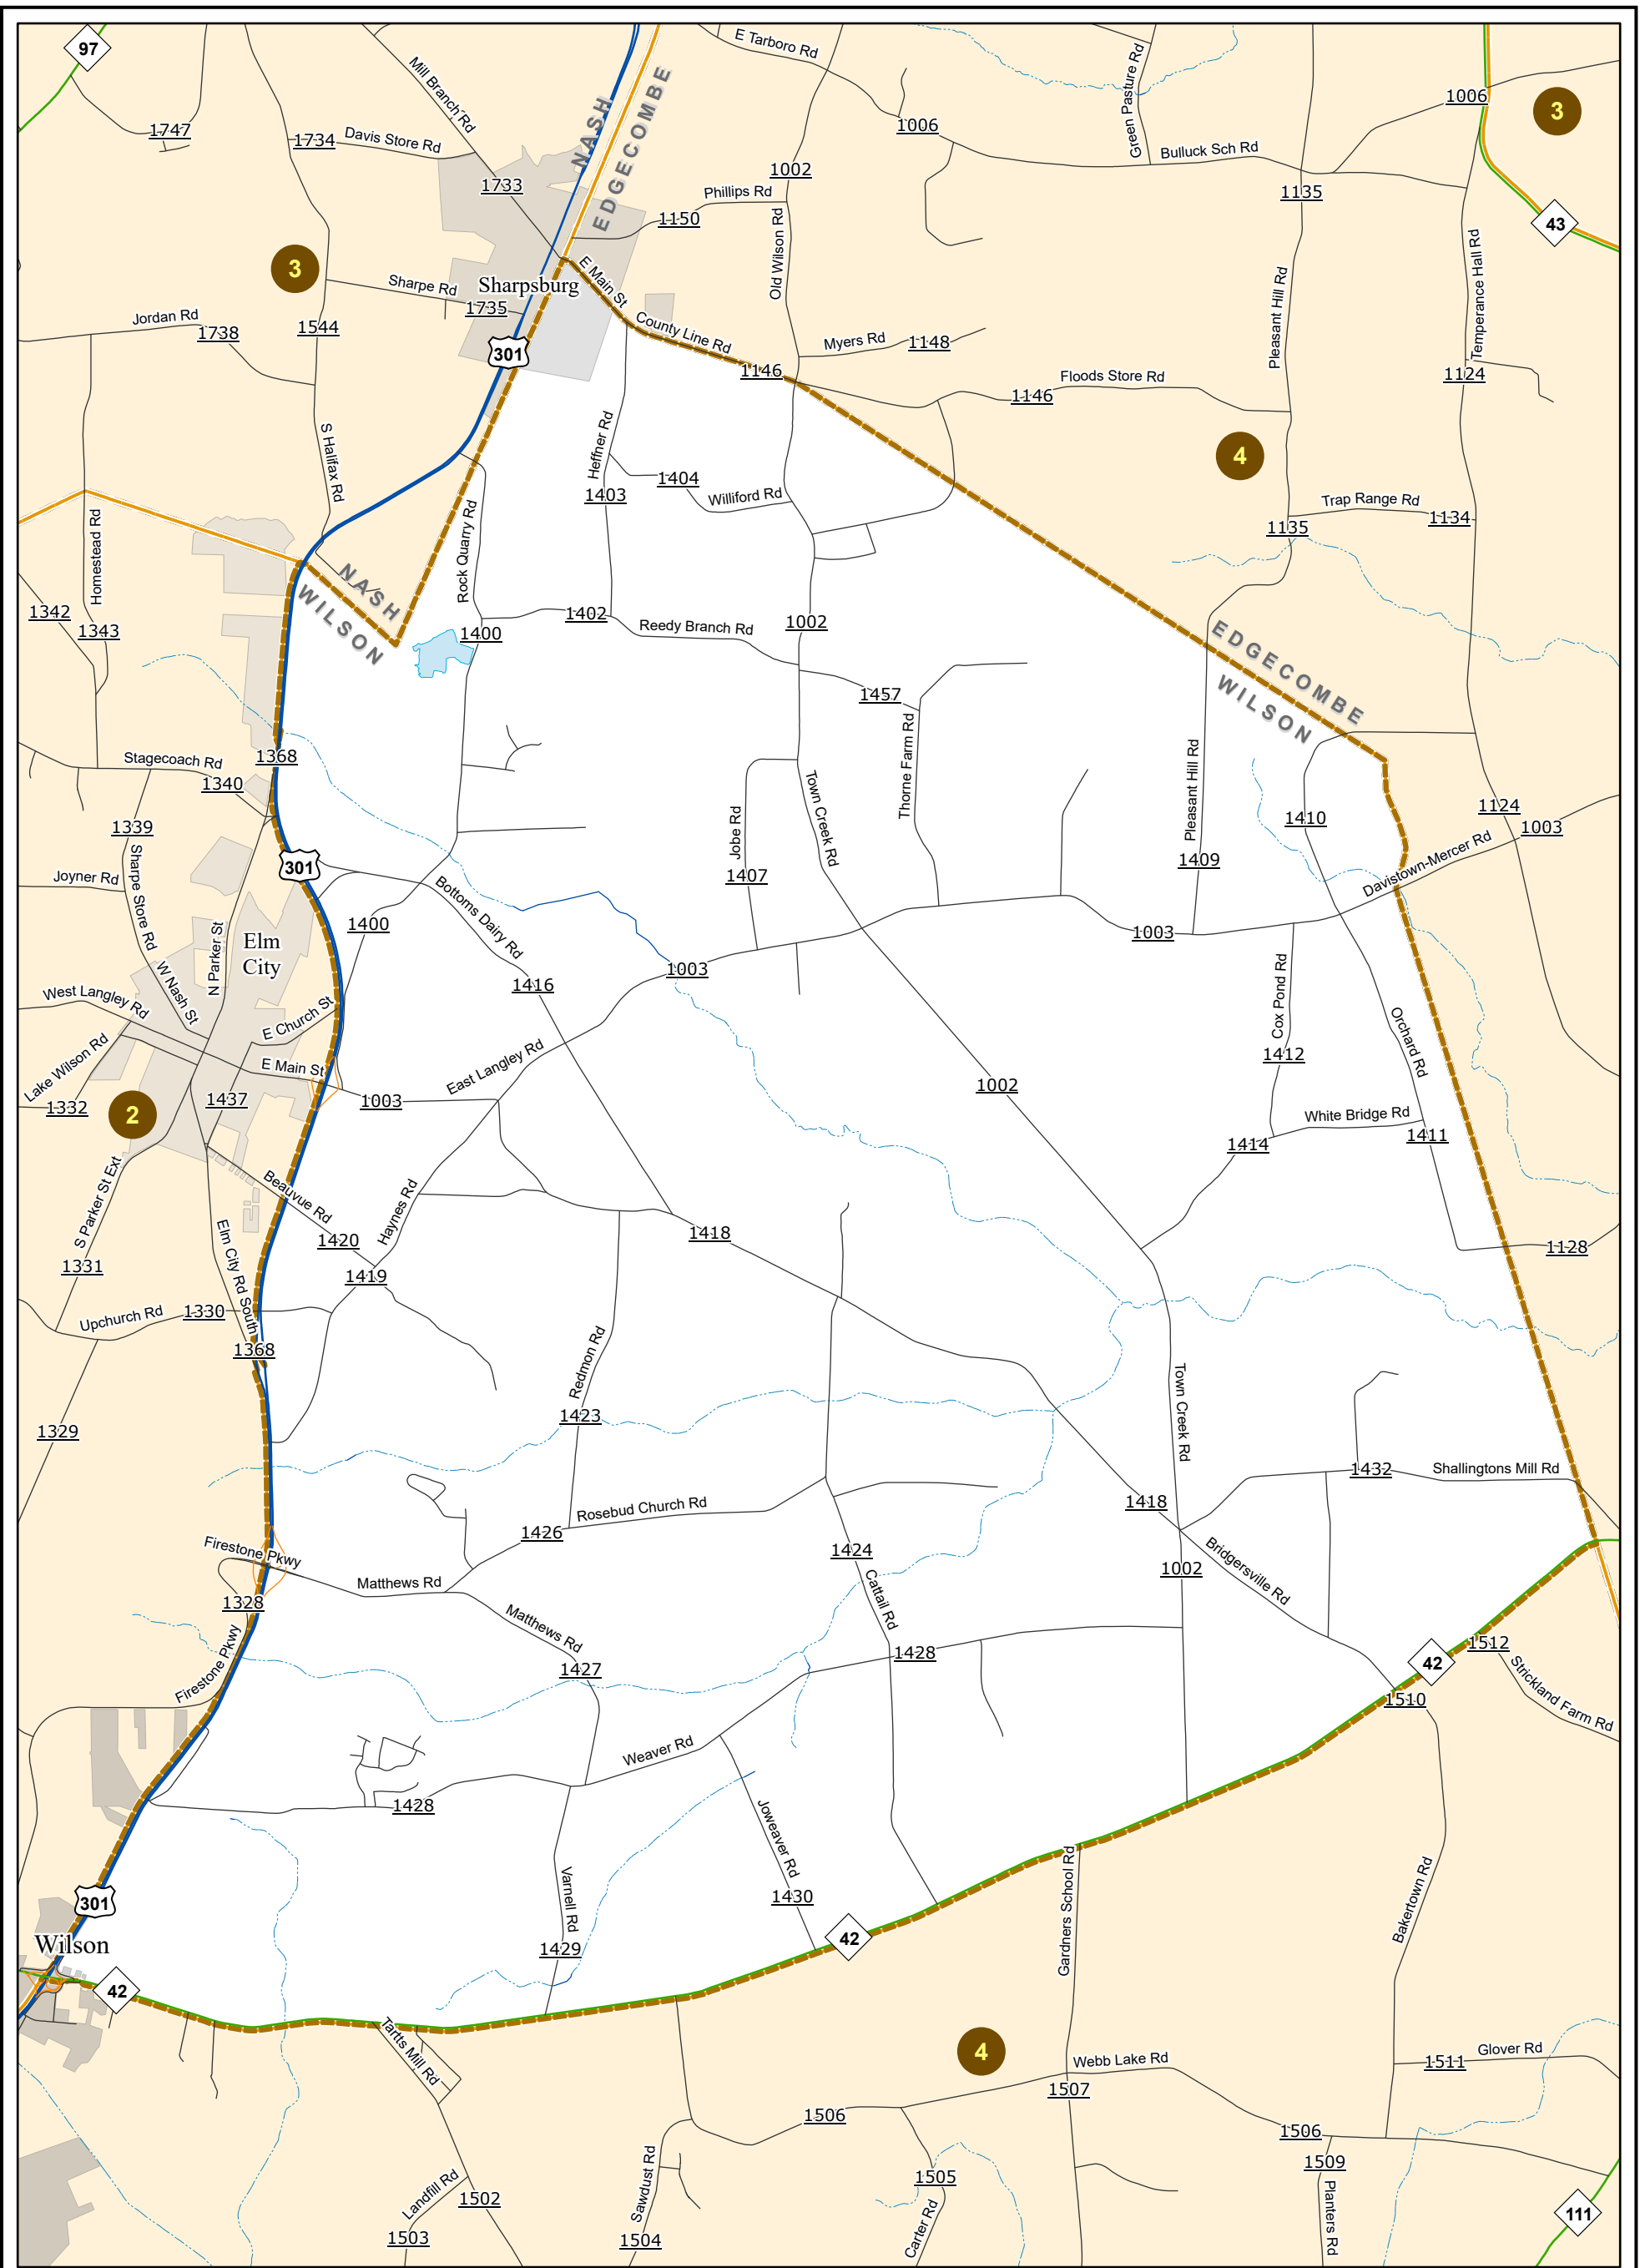 97
E Tarboro Rd
Mill Branch Rd
NASH
EDGECOMBE
Green Pasture Rd
1006
3
1747
1734
Davis Store Rd
1006
Bulluck Sch Rd
1733
1002
1135
Phillips Rd
1150
43
Old Wilson Rd
Temperance Hall Rd
3
Sharpsburg
E Main St
Pleasant Hill Rd
Sharpe Rd
1735
Jordan Rd
1738
1544
County Line Rd
Myers Rd
1148
301
1146
Floods Store Rd
1146
1124
S Halifax Rd
Heffner Rd
4
1404
1403
Williford Rd
Trap Range Rd
1134
1135
Homestead Rd
Rock Quarry Rd
NASH
WILSON
1342
1343
1402
Reedy Branch Rd
1002
1400
EDGECOMBE
WILSON
1457
Thorne Farm Rd
1368
Stagecoach Rd
1340
Pleasant Hill Rd
Town Creek Rd
1410
1124
1003
1339
Jobe Rd
Davistown-Mercer Rd
1409
301
1407
Sharpe Store Rd
Joyner Rd
Bottoms Dairy Rd
1400
N Parker St
Elm
City
1003
1003
Cox Pond Rd
W Nash St
1416
West Langley Rd
E Church St
Orchard Rd
Lake Wilson Rd
East Langley Rd
1412
E Main St
1002
1332
1437
1003
2
White Bridge Rd
1414
1411
S Parker St Ext
Beauvue Rd
Haynes Rd
1420
1418
1128
Elm City Rd South
1331
1419
Upchurch Rd
1330
1368
Redmon Rd
Town Creek Rd
1423
1329
1432
Shallingtons Mill Rd
1418
Rosebud Church Rd
1426
Firestone Pkwy
1424
Bridgersville Rd
1002
Matthews Rd
Cattail Rd
1328
Matthews Rd
Firestone Pkwy
1428
1512
42
1427
Strickland Farm Rd
1510
Weaver Rd
1428
Joweaver Rd
Gardners School Rd
Bakertown Rd
Varnell Rd
1430
301
42
Wilson
1429
42
Tartts Mill Rd
4
Webb Lake Rd
1511
Glover Rd
1507
1506
1506
1509
Sawdust Rd
Landfill Rd
1505
1502
Planters Rd
Carter Rd
111
1503
1504